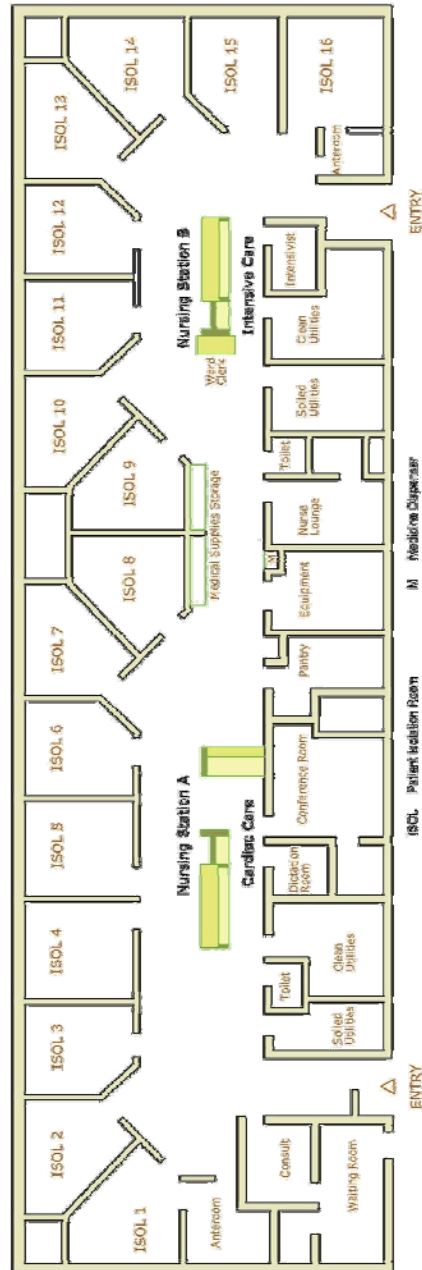 ISOL 1
ISOL 2
ISOL 3
ISOL 4
ISOL 5
ISOL 6
ISOL 7
ISOL 8
ISOL 9
ISOL 10
ISOL 11
ISOL 12
ISOL 13
ISOL 14
ISOL 15
ISOL 16
Anteroom
Nursing Station A
Cardiac Care
Medical Supplies Storage
Ward
Clerk
Nursing Station B
Intensive Care
Anteroom
Consult
Waiting Room
ENTRY
Soiled
Utilities
Toilet
Clean
Utilities
Dictation
Room
Conference Room
Pantry
Equipment
M
Nurse
Lounge
Toilet
Soiled
Utilities
Clean
Utilities
Intensivist
ENTRY
ISOL Patient Isolation Room
M Medicine Dispenser